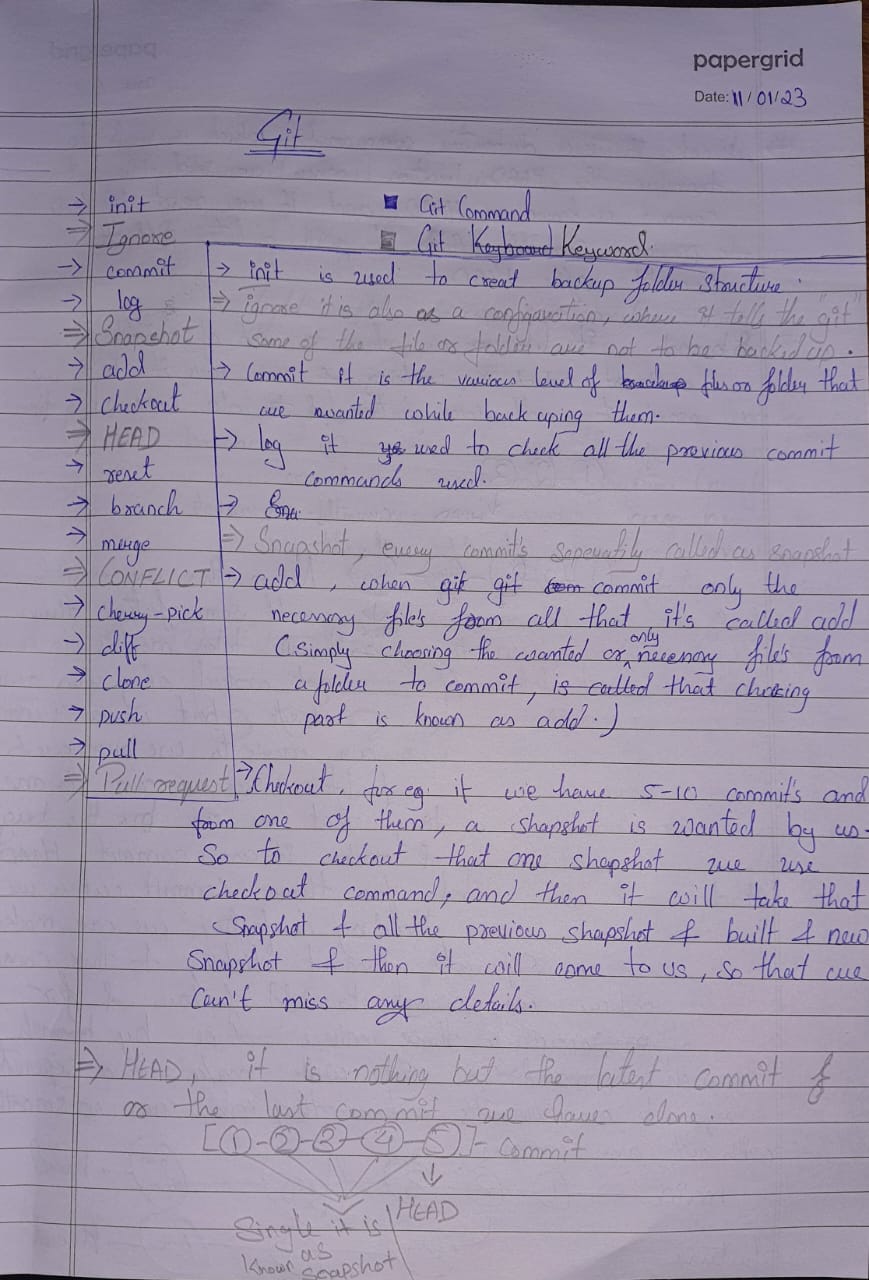 papergrid
Date: 11/01/23
Git
→ init
⇒ Ignore
→ commit
→ log
⇒ Snapshot
→ add
→ checkout
⇒ HEAD
→ reset
→ branch
→ merge
⇒ CONFLICT
→ cherry-pick
→ diff
→ clone
→ push
→ pull
⇒ Pull request
■ Git Command
■ Git Keyboard Keyword.
→ init is used to creat backup folder structure.
⇒ ignore it is also as a configuration, where it tells the "git"
some of the file or folder are not to be backed up.
→ Commit it is the various level of backup files or folder that
we wanted while back uping them.
→ log it used to check all the previous commit
commands used.
→ Sna
⇒ Snapshot, every commit's seperatily called as snapshot
→ add, when git git com commit only the
necessory file's from all that, it's called add
(Simply choosing the wanted or only necenory file's from
a folder to commit, is called that choosing
part is known as add.)
→ Checkout, for eg. if we have 5-10 commit's and
from one of them, a shapshot is wanted by us.
So to checkout that one shapshot we use
checkout command, and then it will take that
Snapshot & all the previous shapshot & built & new
Snapshot & then it will come to us, so that we
Can't miss any details.
⇒ HEAD, it is nothing but the latest commit &
or the last commit we have done.
[①-②-③-④-⑤]- commit
HEAD
Single it is
known as
snapshot